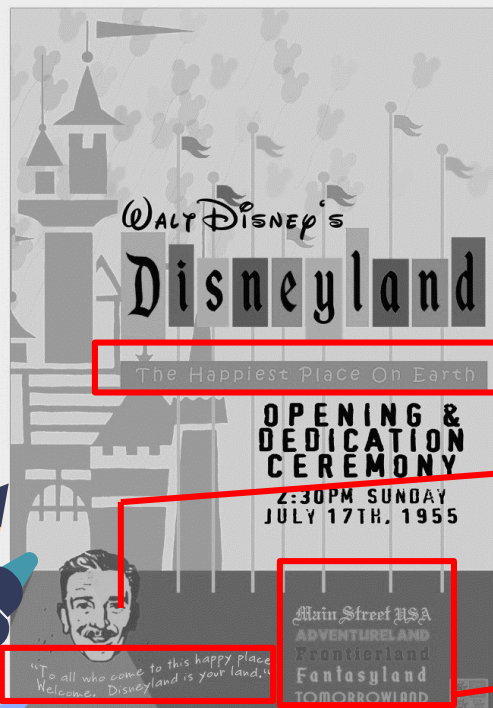 WALT DISNEY'S
Disneyland
The Happiest Place On Earth
OPENING &
DEDICATION
CEREMONY
2:30PM SUNDAY
JULY 17TH, 1955
Main Street USA
ADVENTURELAND
Frontierland
Fantasyland
TOMORROWLAND
"To all who come to this happy place
Welcome. Disneyland is your land."